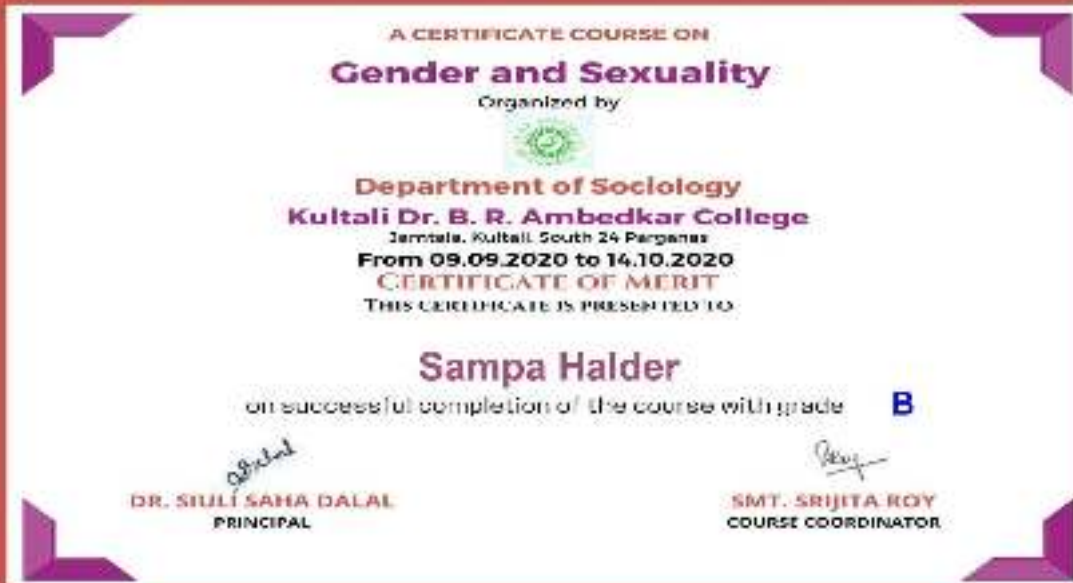 A CERTIFICATE COURSE ON
Gender and Sexuality
Organized by
Department of Sociology
Kultali Dr. B. R. Ambedkar College
Jamtala, Kultali, South 24 Parganas
From 09.09.2020 to 14.10.2020
CERTIFICATE OF MERIT
THIS CERTIFICATE IS PRESENTED TO
Sampa Halder
on successful completion of the course with grade B
DR. SIULI SAHA DALAL
PRINCIPAL
SMT. SRIJITA ROY
COURSE COORDINATOR